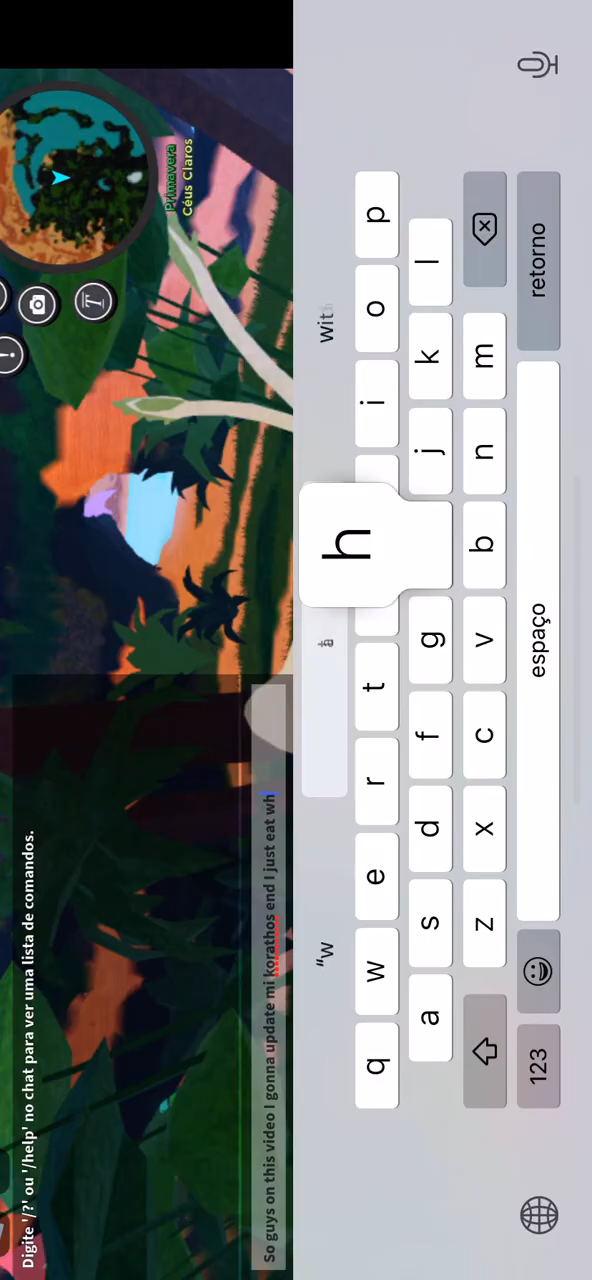 Primavera
Céus Claros
T
Digite '/?' ou '/help' no chat para ver uma lista de comandos.
So guys on this video I gonna update mi korathos end I just eat wh
"w
q w e r t i o p
a s d f g h j k l
z x c v b n m
123 espaço retorno